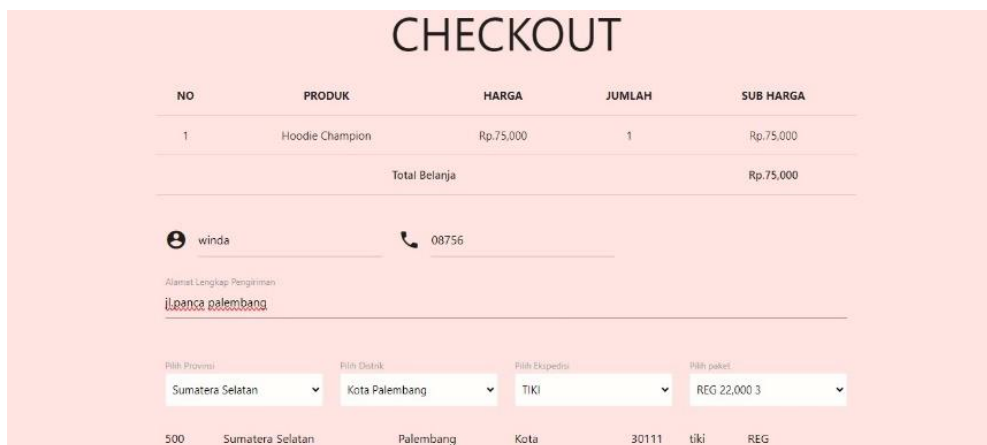 CHECKOUT
NO PRODUK HARGA JUMLAH SUB HARGA
1 Hoodie Champion Rp.75,000 1 Rp.75,000
Total Belanja Rp.75,000
winda 08756
Alamat Lengkap Pengiriman
jl.panca palembang
Pilih Provinsi Pilih Distrik Pilih Ekspedisi Pilih paket
Sumatera Selatan Kota Palembang TIKI REG 22,000 3
500 Sumatera Selatan Palembang Kota 30111 tiki REG